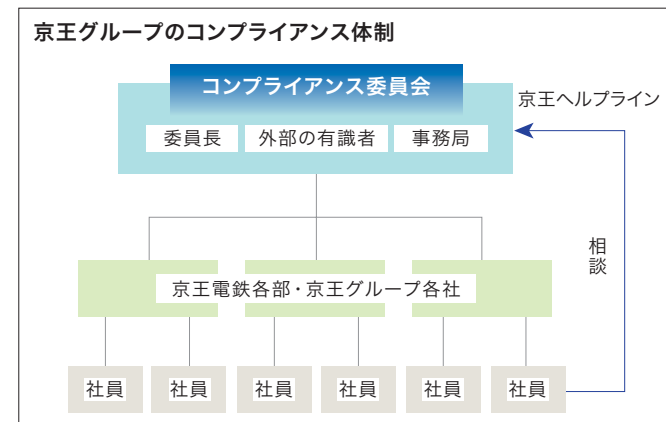 京王グループのコンプライアンス体制
コンプライアンス委員会
京王ヘルプライン
委員長
外部の有識者
事務局
相談
京王電鉄各部・京王グループ各社
社員
社員
社員
社員
社員
社員